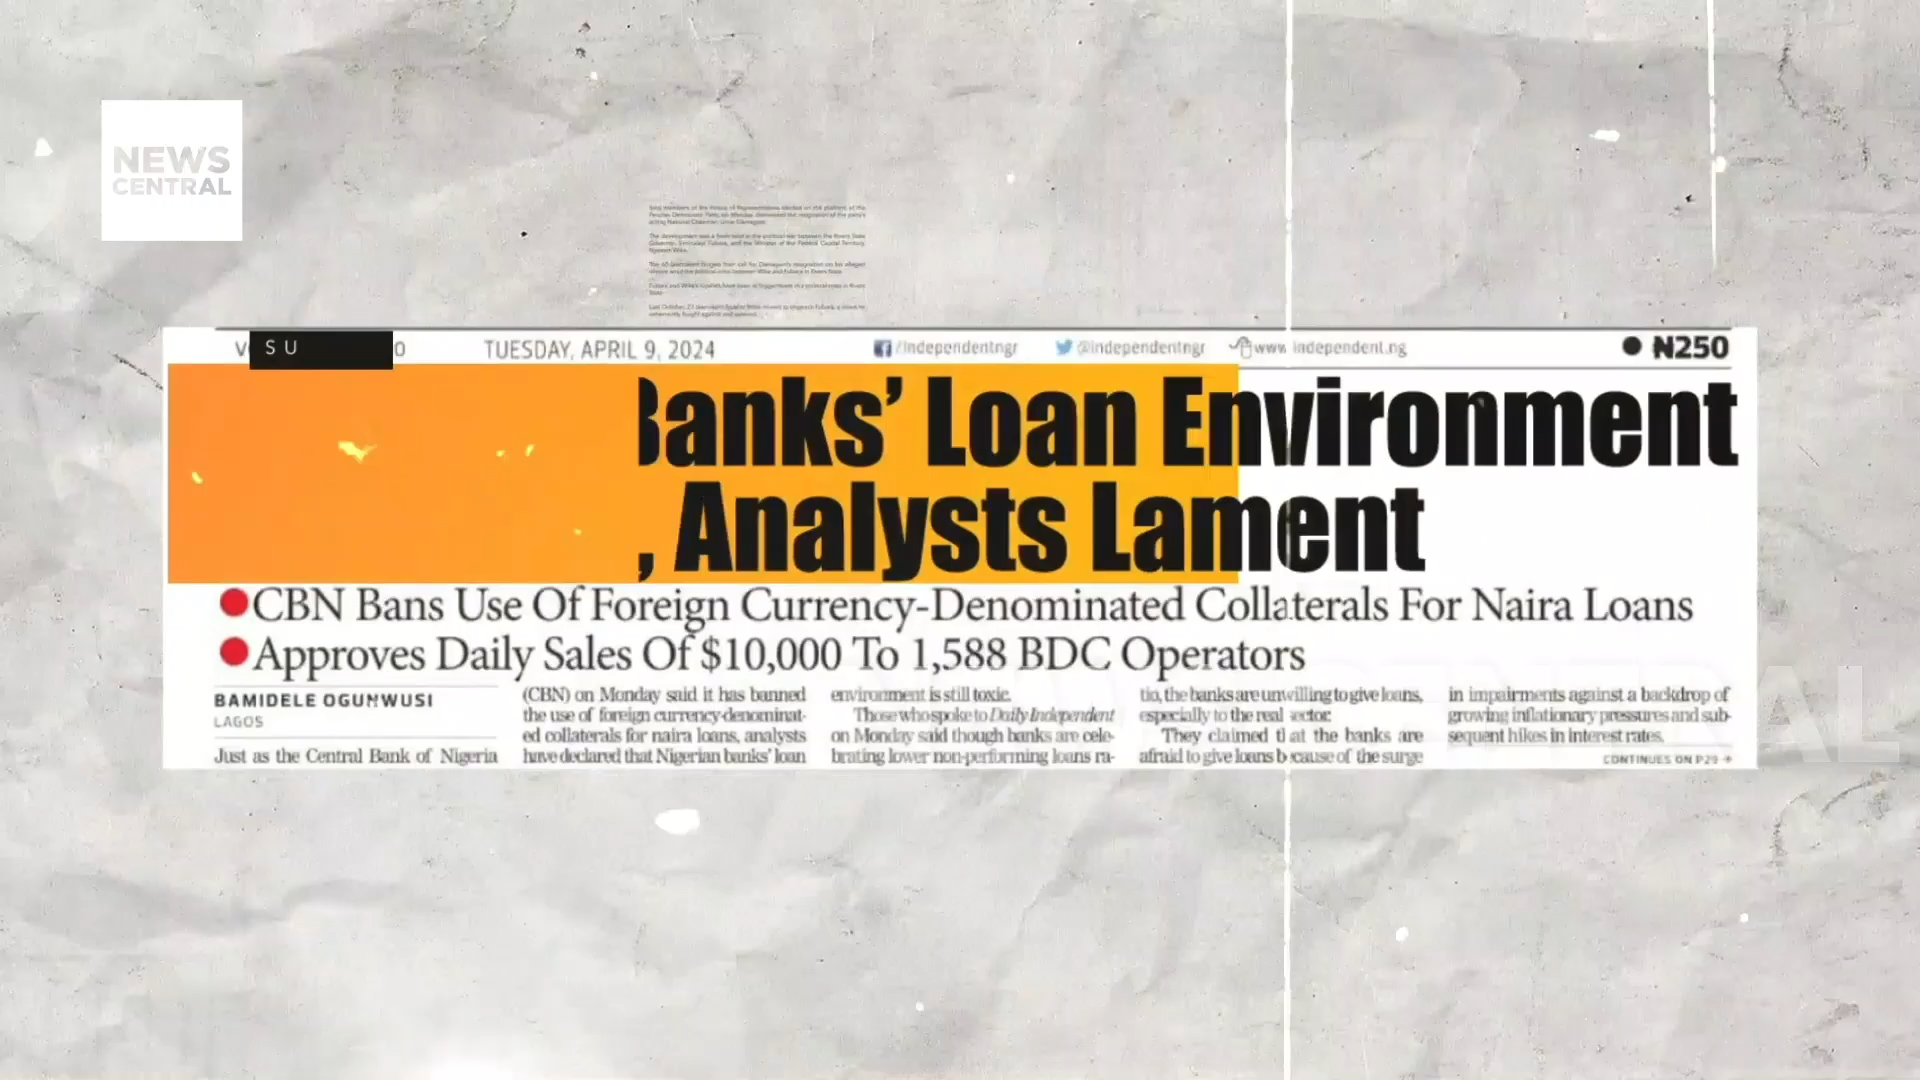 NEWS
CENTRAL
SU
TUESDAY, APRIL 9, 2024
/independentngr
@independentngr
www independent.ng
₦250
Banks’ Loan Environment
, Analysts Lament
CBN Bans Use Of Foreign Currency-Denominated Collaterals For Naira Loans
Approves Daily Sales Of $10,000 To 1,588 BDC Operators
BAMIDELE OGUNWUSI
LAGOS
Just as the Central Bank of Nigeria
(CBN) on Monday said it has banned
the use of foreign currency-denominat-
ed collaterals for naira loans, analysts
have declared that Nigerian banks’ loan
environment is still toxic.
Those who spoke to Daily Independent
on Monday said though banks are cele-
brating lower non-performing loans ra-
tio, the banks are unwilling to give loans,
especially to the real sector.
They claimed that the banks are
afraid to give loans because of the surge
in impairments against a backdrop of
growing inflationary pressures and sub-
sequent hikes in interest rates.
CONTINUES ON P29